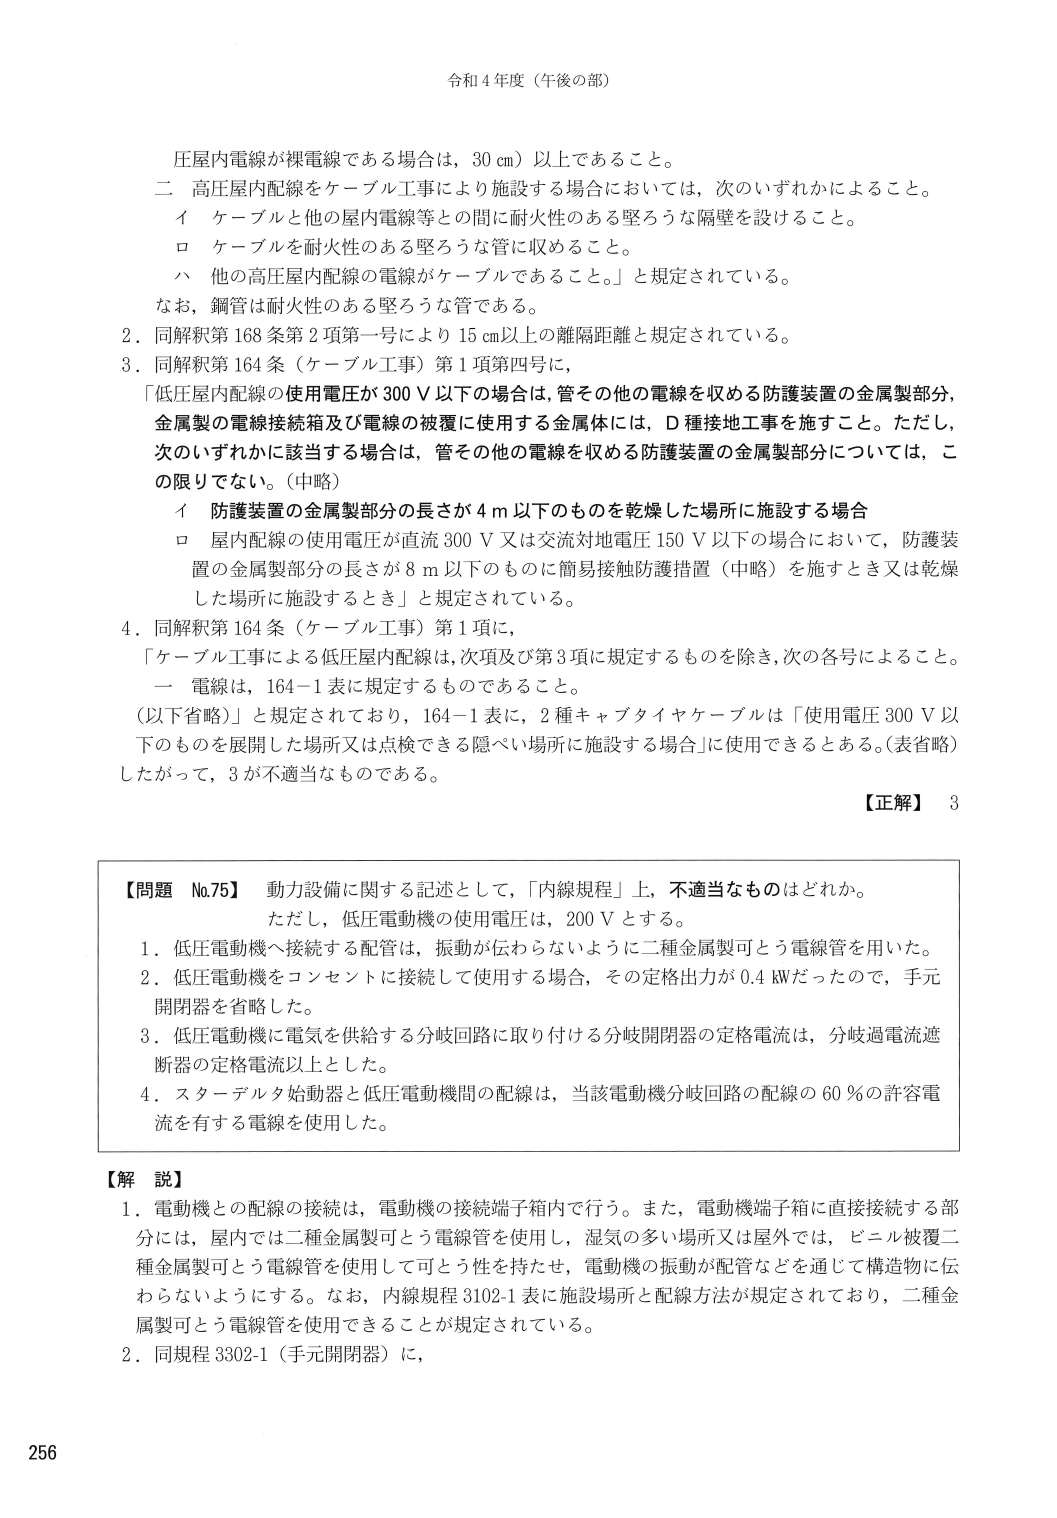 令和4年度（午後の部）
圧屋内電線が裸電線である場合は，30 cm）以上であること。
二　高圧屋内配線をケーブル工事により施設する場合においては，次のいずれかによること。
イ　ケーブルと他の屋内電線等との間に耐火性のある堅ろうな隔壁を設けること。
ロ　ケーブルを耐火性のある堅ろうな管に収めること。
ハ　他の高圧屋内配線の電線がケーブルであること。」と規定されている。
なお，鋼管は耐火性のある堅ろうな管である。
2．同解釈第168条第2項第一号により15 cm以上の離隔距離と規定されている。
3．同解釈第164条（ケーブル工事）第1項第四号に，
「低圧屋内配線の使用電圧が300 V以下の場合は，管その他の電線を収める防護装置の金属製部分，
金属製の電線接続箱及び電線の被覆に使用する金属体には，D種接地工事を施すこと。ただし，
次のいずれかに該当する場合は，管その他の電線を収める防護装置の金属製部分については，こ
の限りでない。（中略）
イ　防護装置の金属製部分の長さが4 m以下のものを乾燥した場所に施設する場合
ロ　屋内配線の使用電圧が直流300 V又は交流対地電圧150 V以下の場合において，防護装
置の金属製部分の長さが8 m以下のものに簡易接触防護措置（中略）を施すとき又は乾燥
した場所に施設するとき」と規定されている。
4．同解釈第164条（ケーブル工事）第1項に，
「ケーブル工事による低圧屋内配線は，次項及び第3項に規定するものを除き，次の各号によること。
一　電線は，164－1表に規定するものであること。
（以下省略）」と規定されており，164－1表に，2種キャブタイヤケーブルは「使用電圧300 V以
下のものを展開した場所又は点検できる隠ぺい場所に施設する場合」に使用できるとある。（表省略）
したがって，3が不適当なものである。
【正解】　3
【問題　No.75】　動力設備に関する記述として，「内線規程」上，不適当なものはどれか。
ただし，低圧電動機の使用電圧は，200 Vとする。
1．低圧電動機へ接続する配管は，振動が伝わらないように二種金属製可とう電線管を用いた。
2．低圧電動機をコンセントに接続して使用する場合，その定格出力が0.4 kWだったので，手元
開閉器を省略した。
3．低圧電動機に電気を供給する分岐回路に取り付ける分岐開閉器の定格電流は，分岐過電流遮
断器の定格電流以上とした。
4．スターデルタ始動器と低圧電動機間の配線は，当該電動機分岐回路の配線の60 %の許容電
流を有する電線を使用した。
【解　説】
1．電動機との配線の接続は，電動機の接続端子箱内で行う。また，電動機端子箱に直接接続する部
分には，屋内では二種金属製可とう電線管を使用し，湿気の多い場所又は屋外では，ビニル被覆二
種金属製可とう電線管を使用して可とう性を持たせ，電動機の振動が配管などを通じて構造物に伝
わらないようにする。なお，内線規程3102-1表に施設場所と配線方法が規定されており，二種金
属製可とう電線管を使用できることが規定されている。
2．同規程3302-1（手元開閉器）に，
256